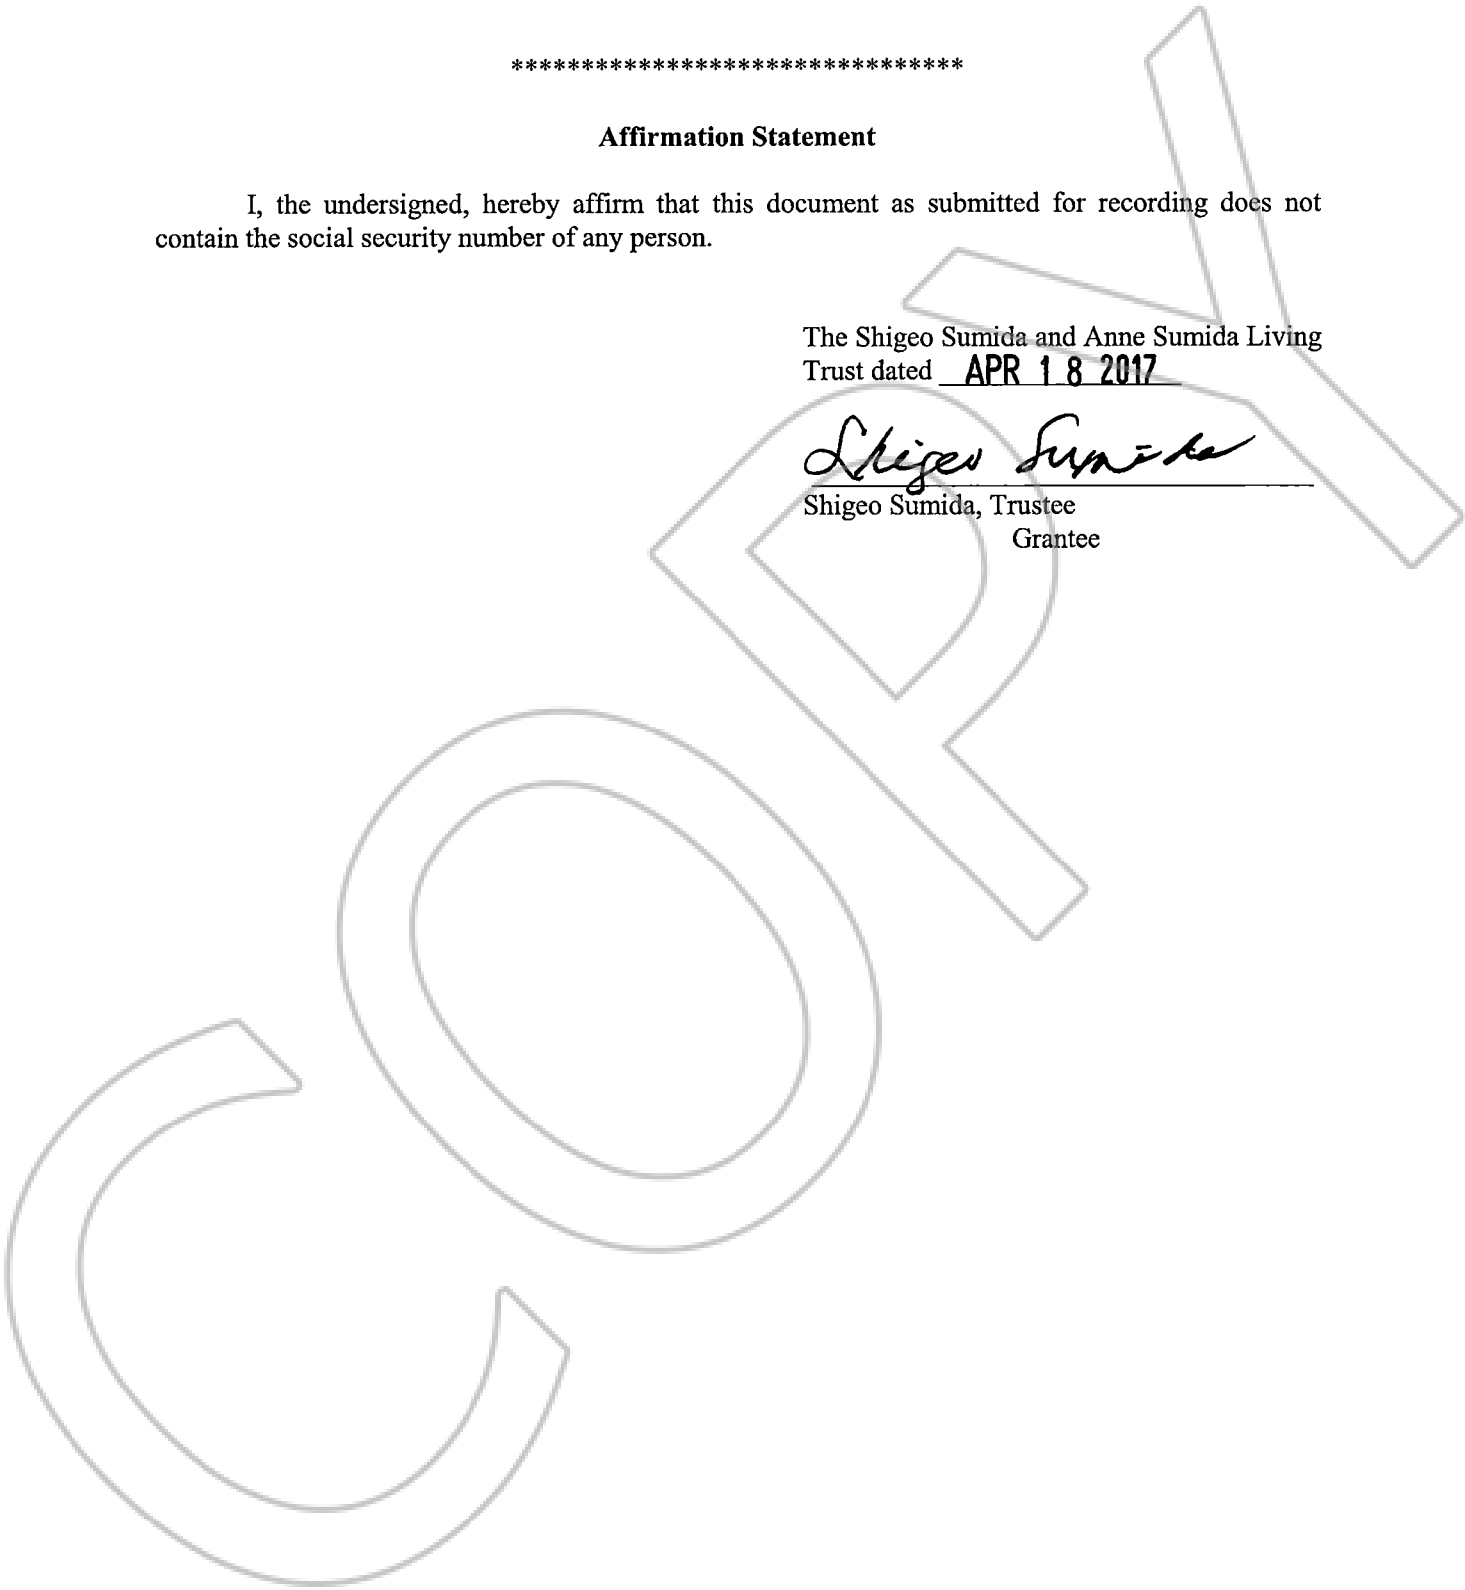 ********************************
Affirmation Statement
I, the undersigned, hereby affirm that this document as submitted for recording does not
contain the social security number of any person.
The Shigeo Sumida and Anne Sumida Living
Trust dated APR 18 2017
Shigeo Sumida
Shigeo Sumida, Trustee
Grantee
COPY